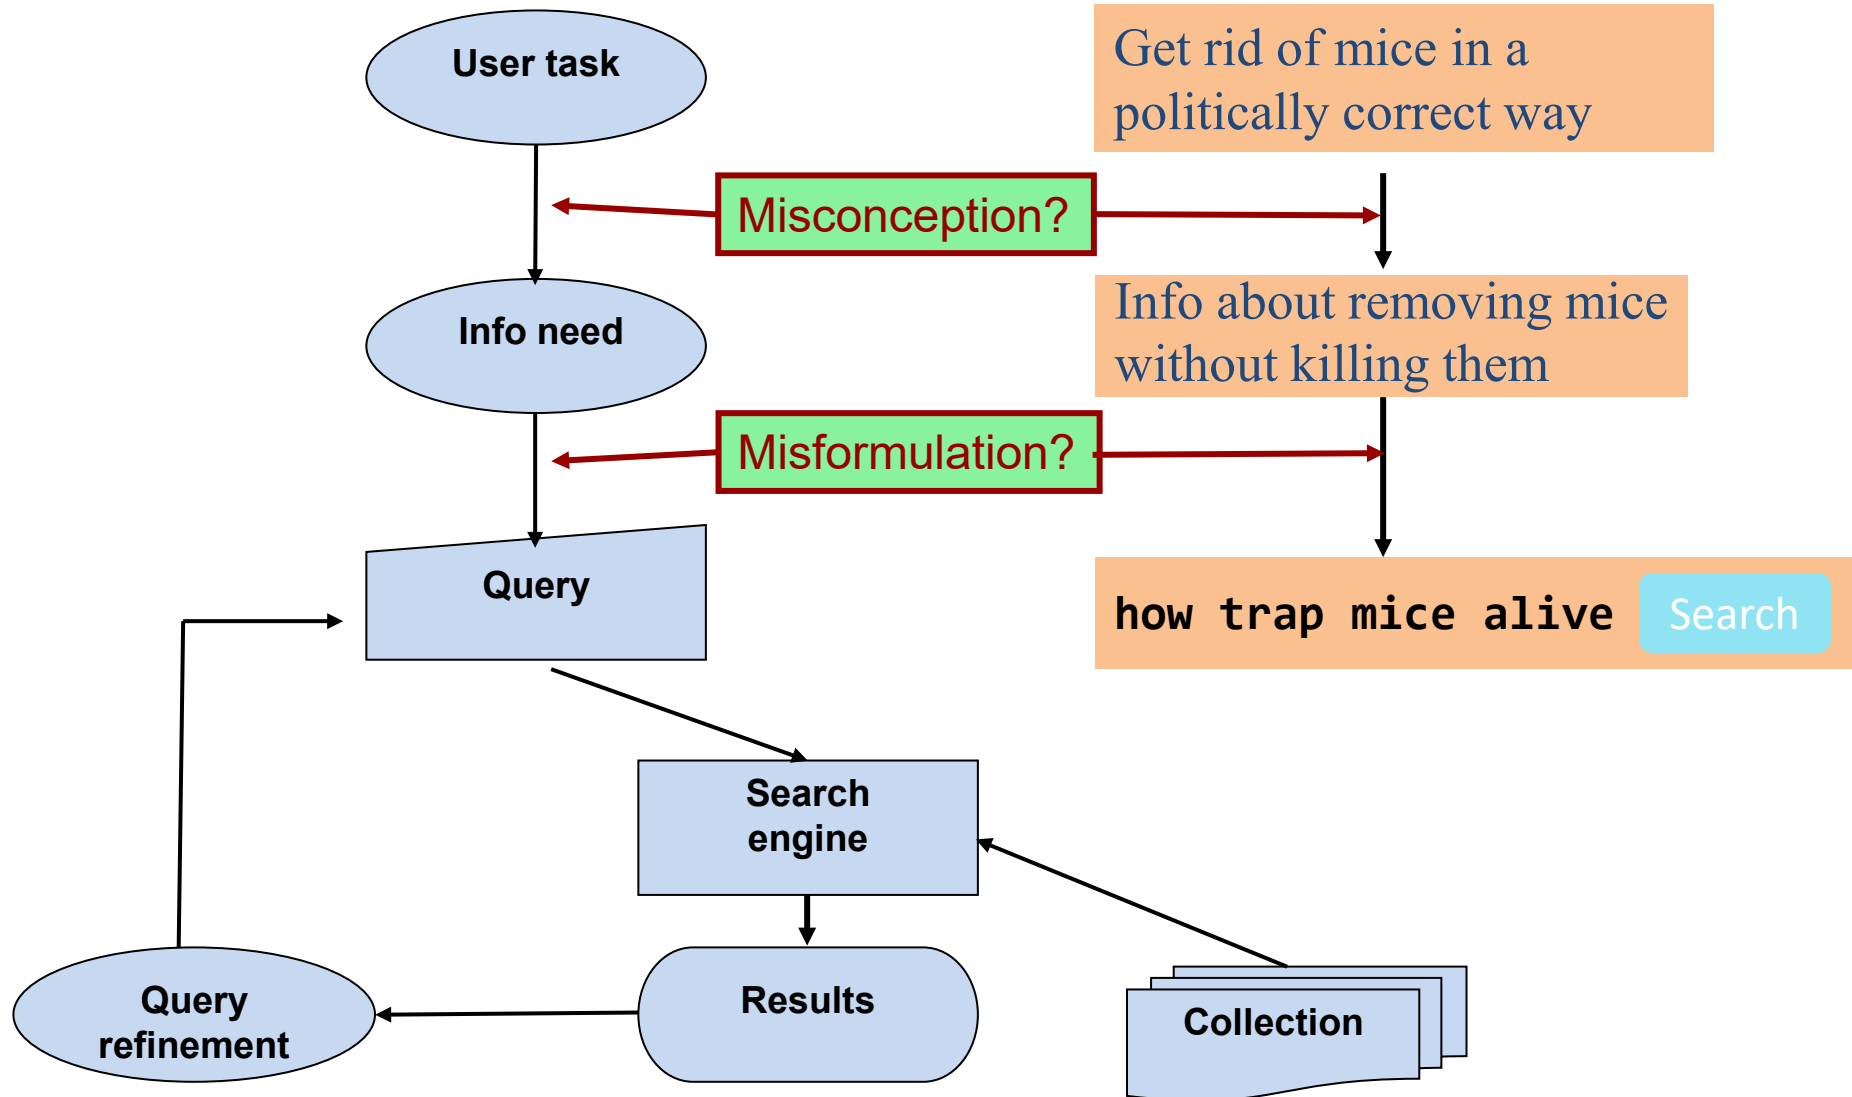 User task
Get rid of mice in a
politically correct way
Misconception?
Info need
Info about removing mice
without killing them
Misformulation?
Query
how trap mice alive Search
Search
engine
Results
Query
refinement
Collection